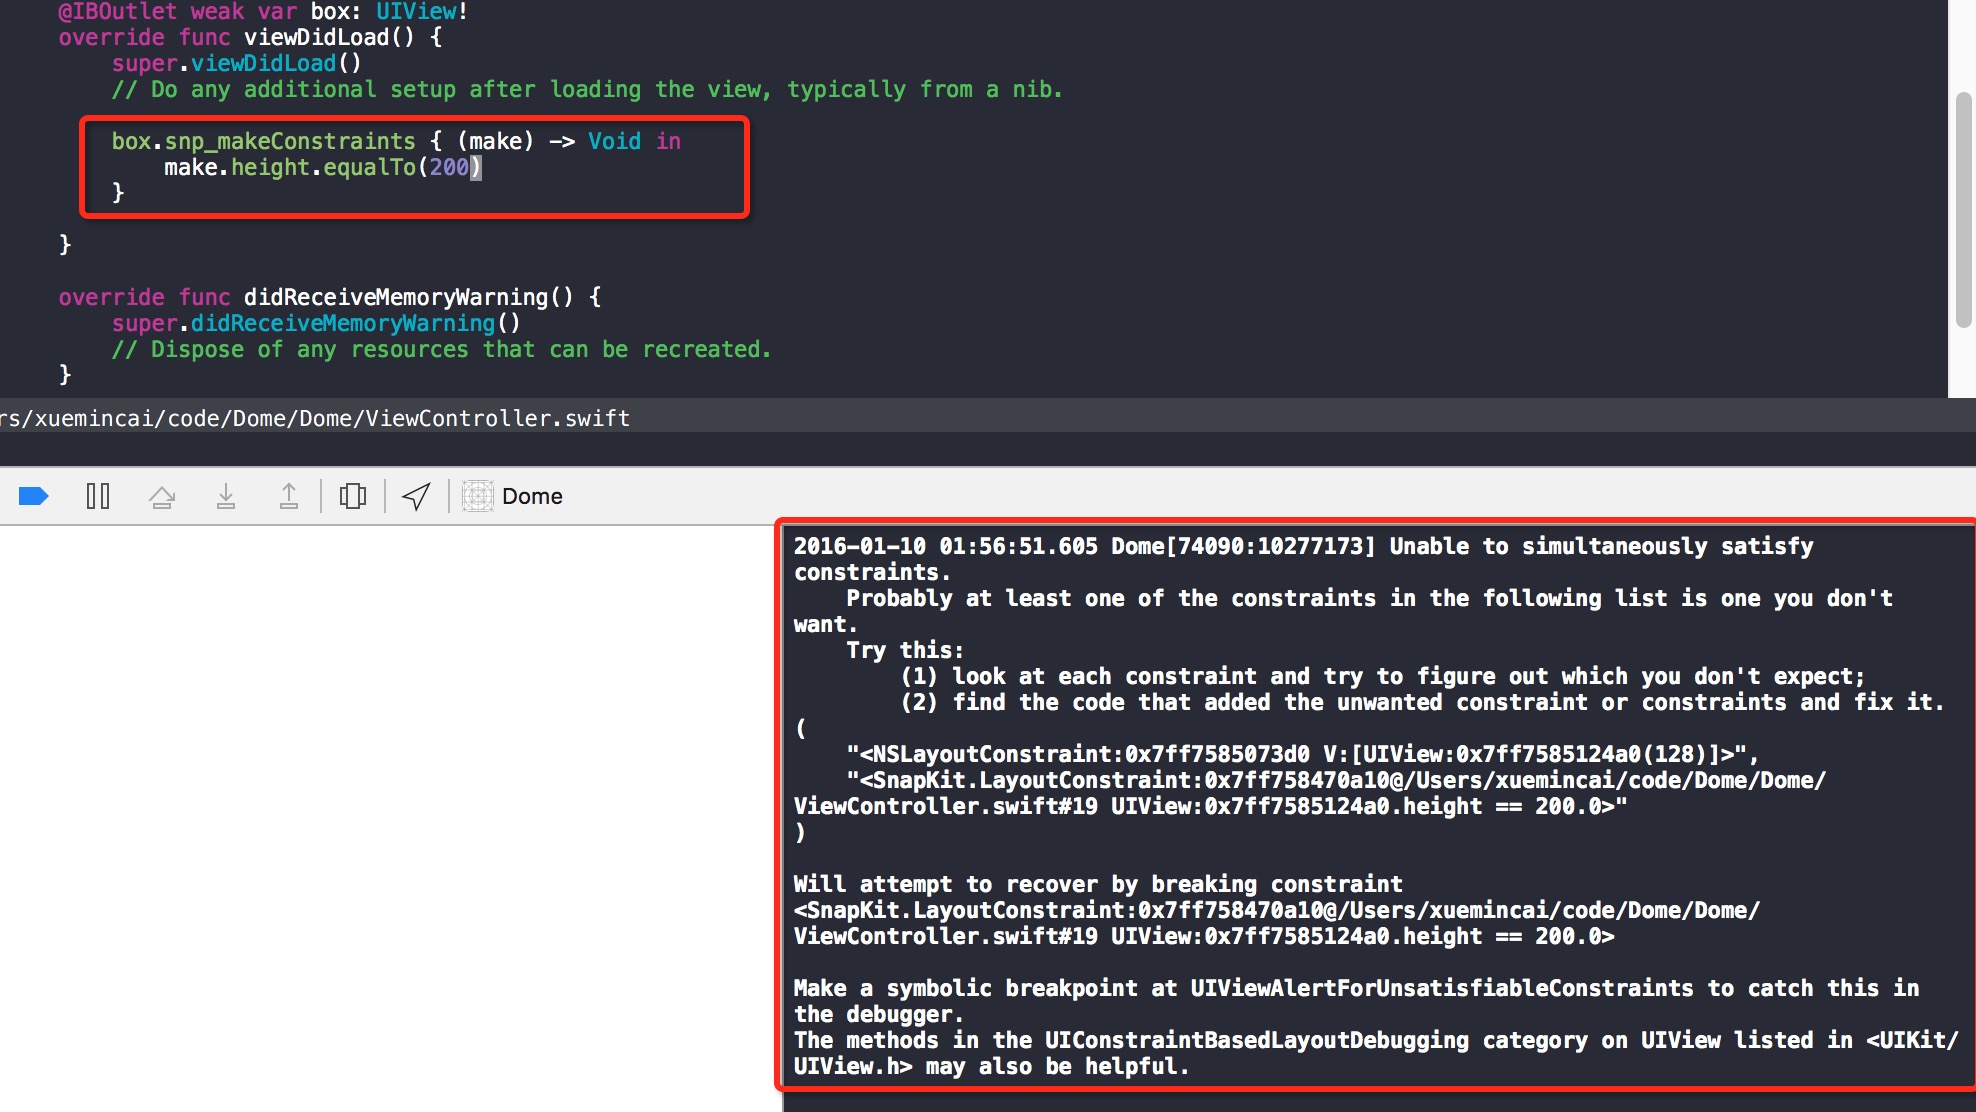 @IBOutlet weak var box: UIView!
override func viewDidLoad() {
super.viewDidLoad()
// Do any additional setup after loading the view, typically from a nib.
box.snp_makeConstraints { (make) -> Void in
make.height.equalTo(200)
}
}
override func didReceiveMemoryWarning() {
super.didReceiveMemoryWarning()
// Dispose of any resources that can be recreated.
}
rs/xuemincai/code/Dome/Dome/ViewController.swift
Dome
2016-01-10 01:56:51.605 Dome[74090:10277173] Unable to simultaneously satisfy
constraints.
Probably at least one of the constraints in the following list is one you don't
want.
Try this:
(1) look at each constraint and try to figure out which you don't expect;
(2) find the code that added the unwanted constraint or constraints and fix it.
(
"<NSLayoutConstraint:0x7ff7585073d0 V:[UIView:0x7ff7585124a0(128)]>",
"<SnapKit.LayoutConstraint:0x7ff758470a10@/Users/xuemincai/code/Dome/Dome/
ViewController.swift#19 UIView:0x7ff7585124a0.height == 200.0>"
)
Will attempt to recover by breaking constraint
<SnapKit.LayoutConstraint:0x7ff758470a10@/Users/xuemincai/code/Dome/Dome/
ViewController.swift#19 UIView:0x7ff7585124a0.height == 200.0>
Make a symbolic breakpoint at UIViewAlertForUnsatisfiableConstraints to catch this in
the debugger.
The methods in the UIConstraintBasedLayoutDebugging category on UIView listed in <UIKit/
UIView.h> may also be helpful.